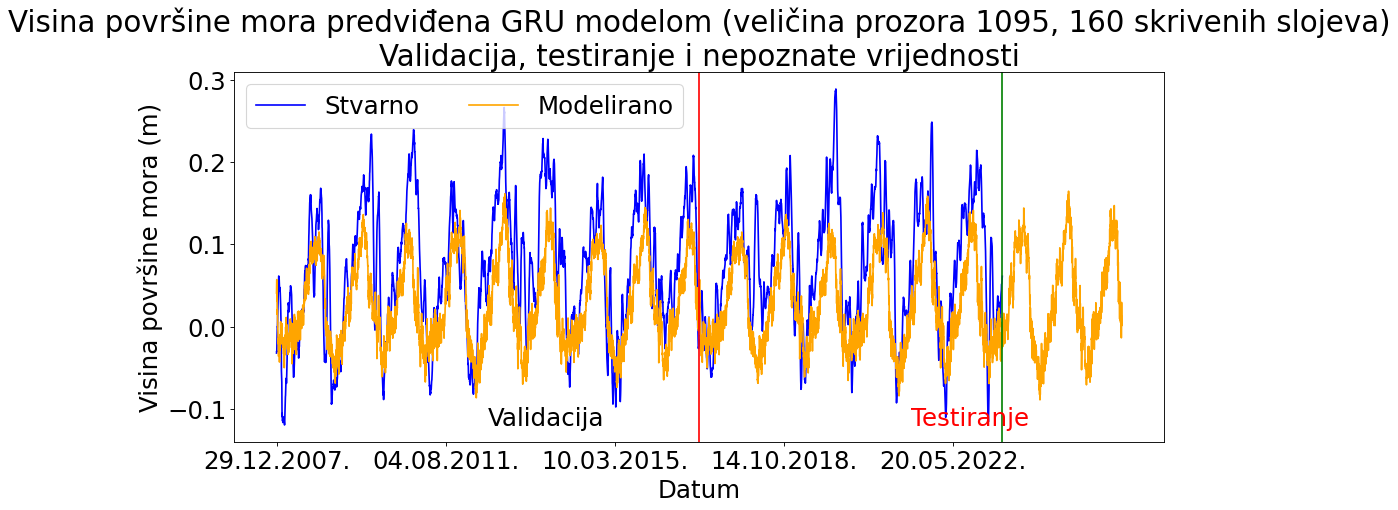 Visina površine mora predviđena GRU modelom (veličina prozora 1095, 160 skrivenih slojeva)
Validacija, testiranje i nepoznate vrijednosti
Stvarno
Modelirano
Visina površine mora (m)
0.3
0.2
0.1
0.0
−0.1
Validacija
Testiranje
29.12.2007.
04.08.2011.
10.03.2015.
14.10.2018.
20.05.2022.
Datum